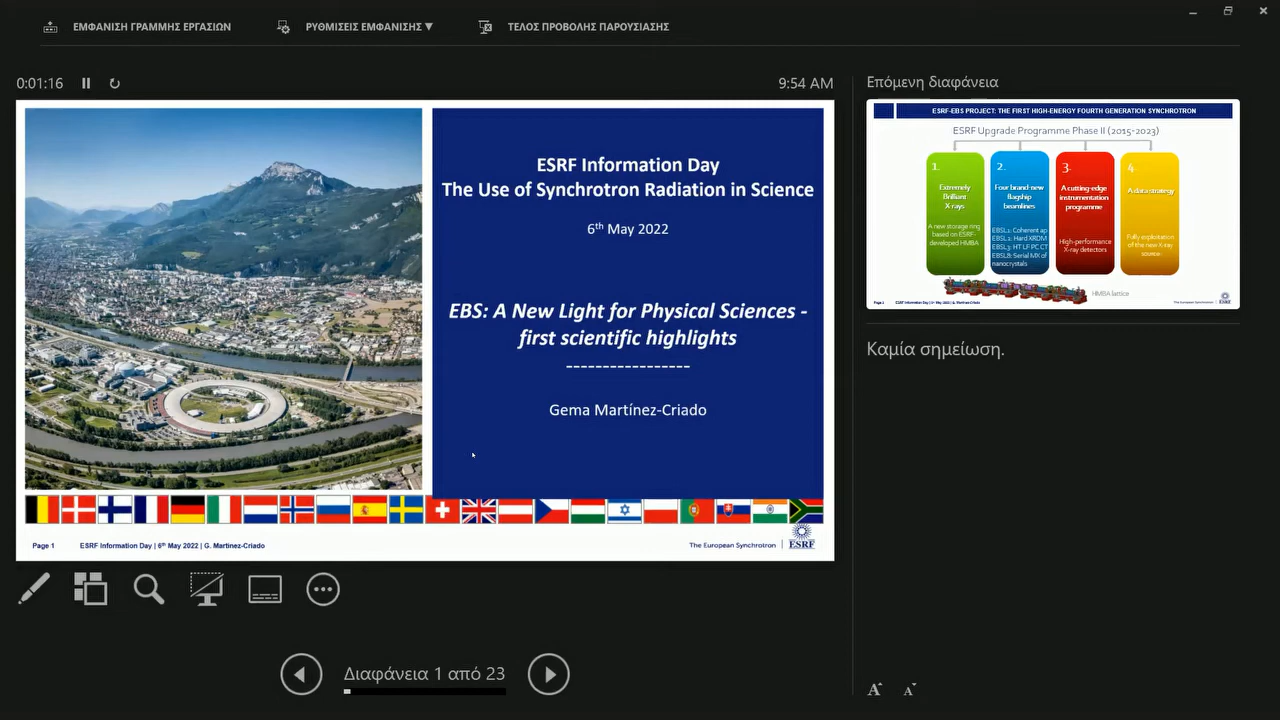 ΕΜΦΑΝΙΣΗ ΓΡΑΜΜΗΣ ΕΡΓΑΣΙΩΝ
ΡΥΘΜΙΣΕΙΣ ΕΜΦΑΝΙΣΗΣ ▼
ΤΕΛΟΣ ΠΡΟΒΟΛΗΣ ΠΑΡΟΥΣΙΑΣΗΣ
0:01:16
9:54 AM
ESRF Information Day
The Use of Synchrotron Radiation in Science
6th May 2022
EBS: A New Light for Physical Sciences -
first scientific highlights
-----------------
Gema Martínez-Criado
Page 1
ESRF Information Day | 6th May 2022 | G. Martinez-Criado
The European Synchrotron
ESRF
Διαφάνεια 1 από 23
Επόμενη διαφάνεια
ESRF-EBS PROJECT: THE FIRST HIGH-ENERGY FOURTH GENERATION SYNCHROTRON
ESRF Upgrade Programme Phase II (2015-2023)
1.
Extremely
Brilliant
X-rays
A new storage ring
based on ESRF-
developed HMBA
2.
Four brand-new
flagship
beamlines
EBSL1: Coherent ap
EBSL2: Hard XRDM
EBSL3: HT LF PC CT
EBSL8: Serial MX of
nanocrystals
3.
A cutting-edge
instrumentation
programme
High-performance
X-ray detectors
4.
A data strategy
Fully exploitation
of the new X-ray
source
HMBA lattice
The European Synchrotron
ESRF
Καμία σημείωση.